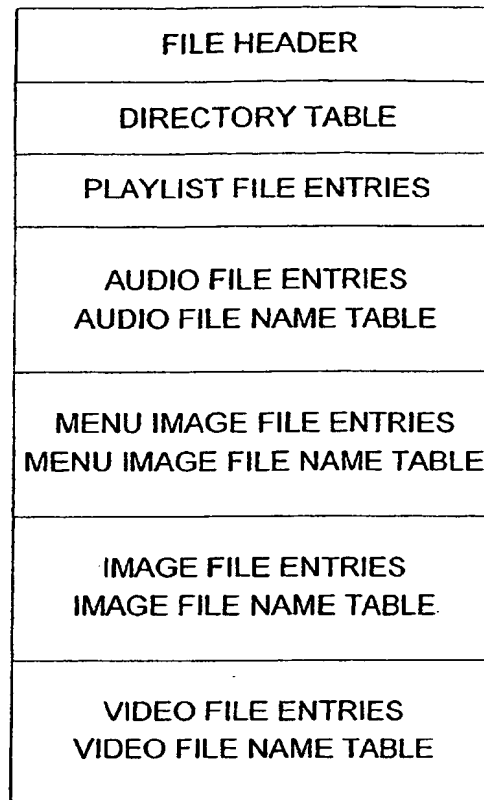 FILE HEADER
DIRECTORY TABLE
PLAYLIST FILE ENTRIES
AUDIO FILE ENTRIES
AUDIO FILE NAME TABLE
MENU IMAGE FILE ENTRIES
MENU IMAGE FILE NAME TABLE
IMAGE FILE ENTRIES
IMAGE FILE NAME TABLE
VIDEO FILE ENTRIES
VIDEO FILE NAME TABLE